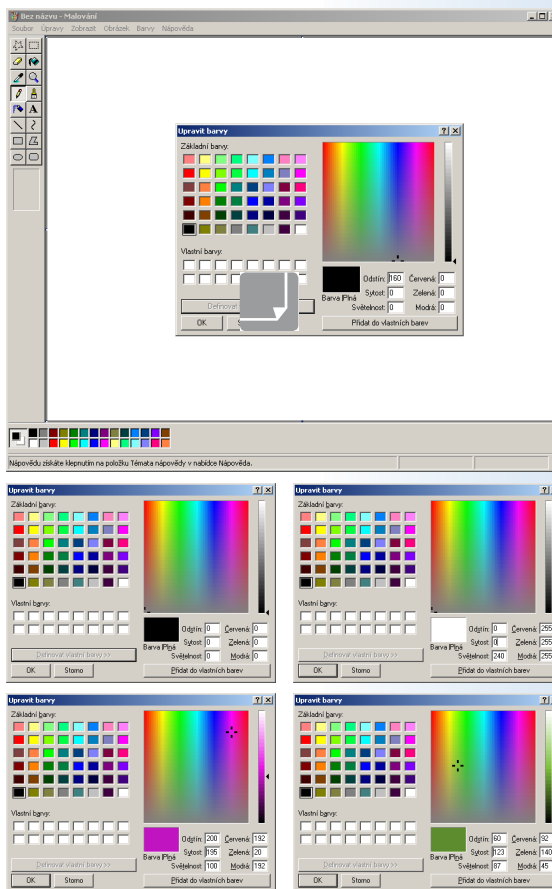 Bez názvu - Malování
Soubor Úpravy Zobrazit Obrázek Barvy Nápověda
A
Upravit barvy
Základní barvy:
Vlastní barvy:
Definovat
OK
Barva|Plná
Odstín: 160 Červená: 0
Sytost: 0 Zelená: 0
Světelnost: 0 Modrá: 0
Přidat do vlastních barev
Nápovědu získáte klepnutím na položku Témata nápovědy v nabídce Nápověda.
Upravit barvy
Základní barvy:
Vlastní barvy:
Definovat vlastní barvy >>
OK Storno
Barva|Plná
Odstín: 0 Červená: 0
Sytost: 0 Zelená: 0
Světelnost: 0 Modrá: 0
Přidat do vlastních barev
Upravit barvy
Základní barvy:
Vlastní barvy:
Definovat vlastní barvy >>
OK Storno
Barva|Plná
Odstín: 0 Červená: 255
Sytost: 0 Zelená: 255
Světelnost: 240 Modrá: 255
Přidat do vlastních barev
Upravit barvy
Základní barvy:
Vlastní barvy:
Definovat vlastní barvy >>
OK Storno
Barva|Plná
Odstín: 200 Červená: 192
Sytost: 195 Zelená: 20
Světelnost: 100 Modrá: 192
Přidat do vlastních barev
Upravit barvy
Základní barvy:
Vlastní barvy:
Definovat vlastní barvy >>
OK Storno
Barva|Plná
Odstín: 60 Červená: 92
Sytost: 123 Zelená: 140
Světelnost: 87 Modrá: 45
Přidat do vlastních barev